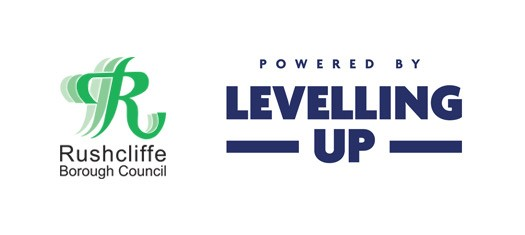 R
Rushcliffe
Borough Council
POWERED BY
LEVELLING
UP